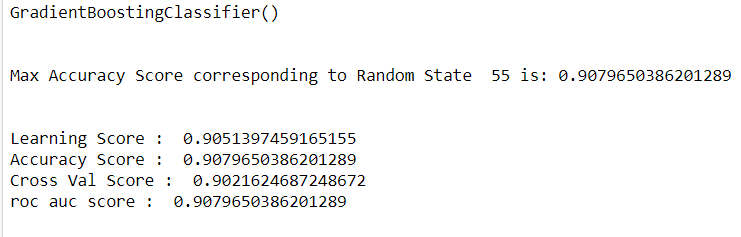 GradientBoostingClassifier()
Max Accuracy Score corresponding to Random State  55 is: 0.9079650386201289
Learning Score :  0.9051397459165155
Accuracy Score :  0.9079650386201289
Cross Val Score :  0.9021624687248672
roc auc score :  0.9079650386201289